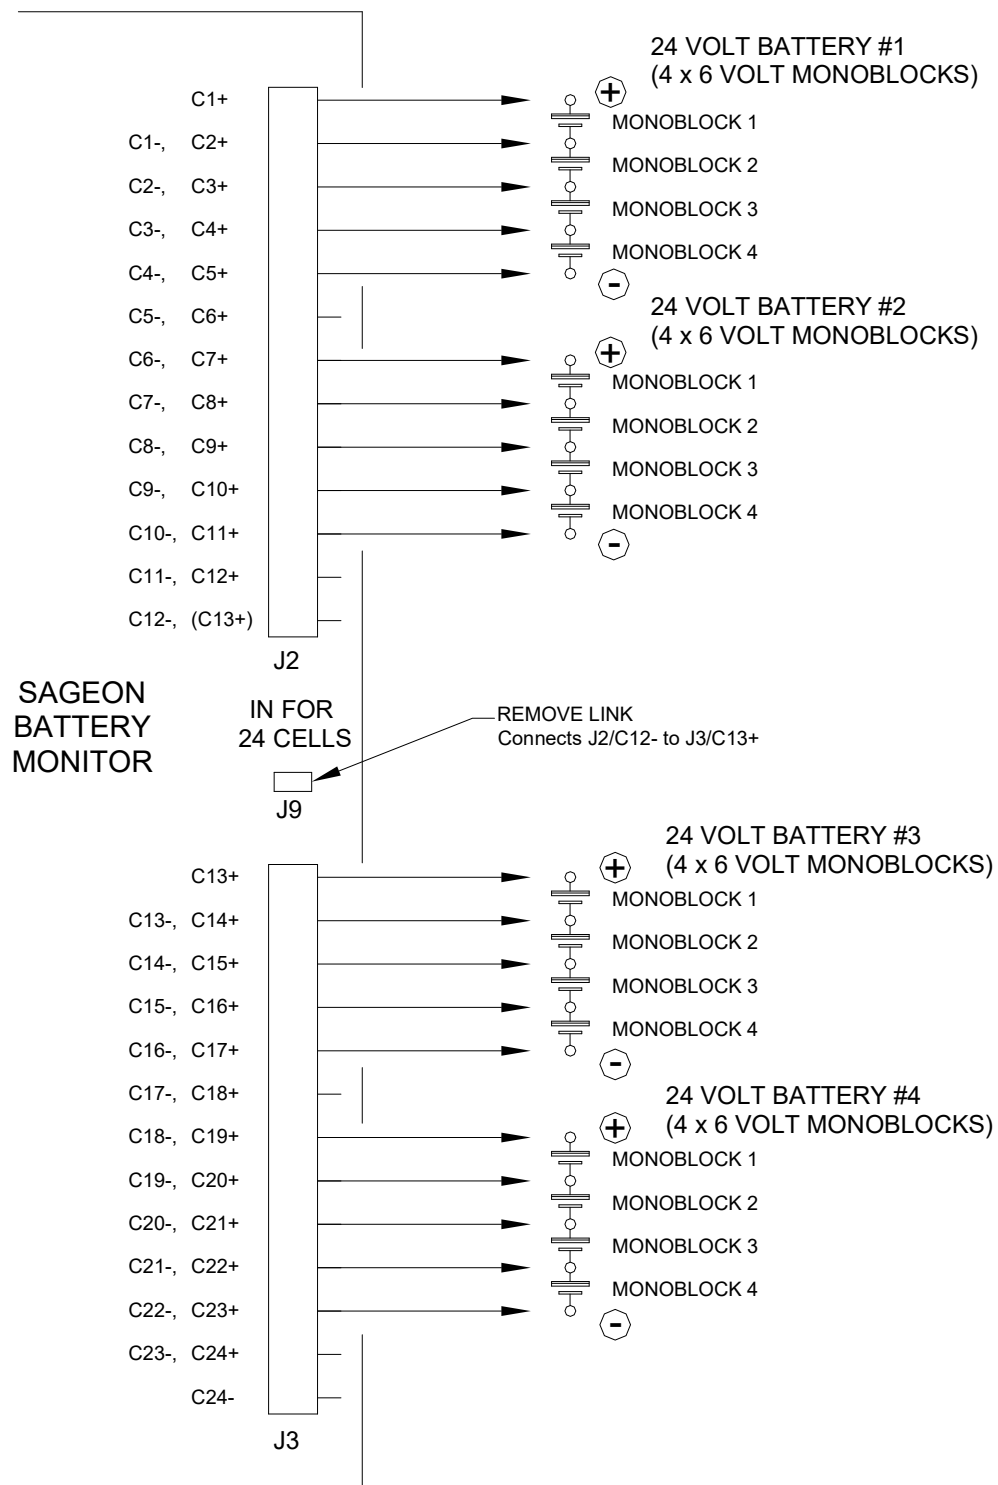 24 VOLT BATTERY #1
(4 x 6 VOLT MONOBLOCKS)
C1+
+
MONOBLOCK 1
C1-, C2+
MONOBLOCK 2
C2-, C3+
MONOBLOCK 3
C3-, C4+
MONOBLOCK 4
C4-, C5+
-
24 VOLT BATTERY #2
(4 x 6 VOLT MONOBLOCKS)
C5-, C6+
+
C6-, C7+
MONOBLOCK 1
C7-, C8+
MONOBLOCK 2
C8-, C9+
MONOBLOCK 3
C9-, C10+
MONOBLOCK 4
C10-, C11+
-
C11-, C12+
C12-, (C13+)
J2
SAGEON
BATTERY
MONITOR
IN FOR
24 CELLS
REMOVE LINK
Connects J2/C12- to J3/C13+
J9
24 VOLT BATTERY #3
(4 x 6 VOLT MONOBLOCKS)
C13+
+
MONOBLOCK 1
C13-, C14+
MONOBLOCK 2
C14-, C15+
MONOBLOCK 3
C15-, C16+
MONOBLOCK 4
C16-, C17+
-
24 VOLT BATTERY #4
(4 x 6 VOLT MONOBLOCKS)
C17-, C18+
+
C18-, C19+
MONOBLOCK 1
C19-, C20+
MONOBLOCK 2
C20-, C21+
MONOBLOCK 3
C21-, C22+
MONOBLOCK 4
C22-, C23+
-
C23-, C24+
C24-
J3